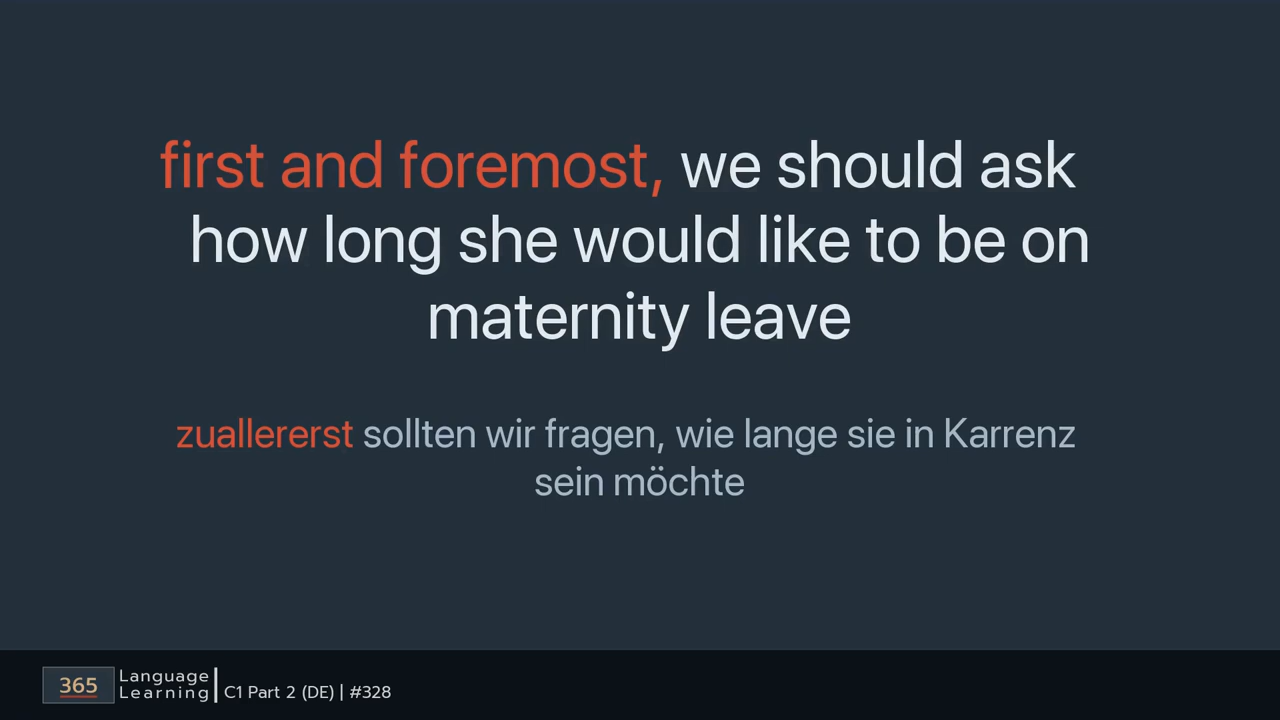 first and foremost, we should ask
how long she would like to be on
maternity leave
zuallererst sollten wir fragen, wie lange sie in Karrenz
sein möchte
365
Language
Learning
C1 Part 2 (DE) | #328